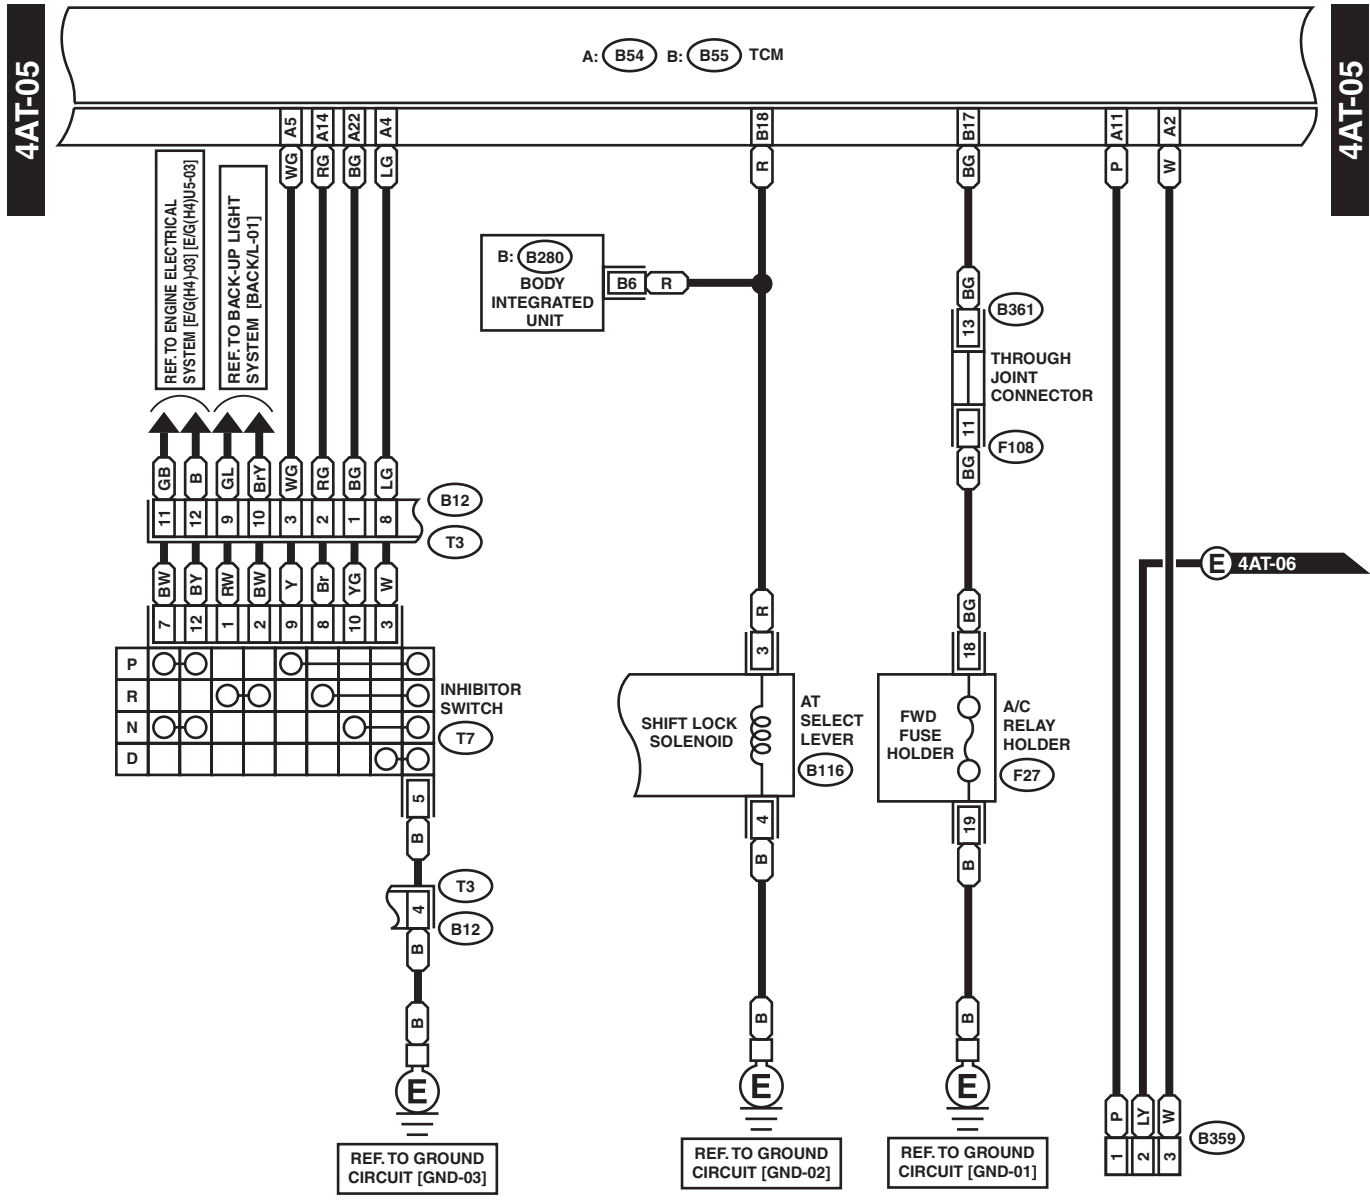 4AT-05
A: B54 B: B55 TCM
4AT-05
A5 A14 A22 A4 B18 B17 A11 A2
WG RG BG LG R BG P W
REF. TO ENGINE ELECTRICAL
SYSTEM [E/G(H4)-03] [E/G(H4)U5-03]
REF. TO BACK-UP LIGHT
SYSTEM [BACK/L-01]
B: B280
BODY
INTEGRATED
UNIT
B6 R
BG
13
B361
THROUGH
JOINT
CONNECTOR
11
F108
BG
GB B GL BrY WG RG BG LG
11 12 9 10 3 2 1 8
B12
T3
BW BY RW BW Y Br YG W
7 12 1 2 9 8 10 3
E 4AT-06
P
R
N
D
INHIBITOR
SWITCH
T7
R
3
SHIFT LOCK
SOLENOID
AT
SELECT
LEVER
B116
4
B
BG
18
FWD
FUSE
HOLDER
A/C
RELAY
HOLDER
F27
19
B
5
B
T3
4
B12
B
B
E
REF. TO GROUND
CIRCUIT [GND-03]
B
E
REF. TO GROUND
CIRCUIT [GND-02]
B
E
REF. TO GROUND
CIRCUIT [GND-01]
P LY W
1 2 3
B359